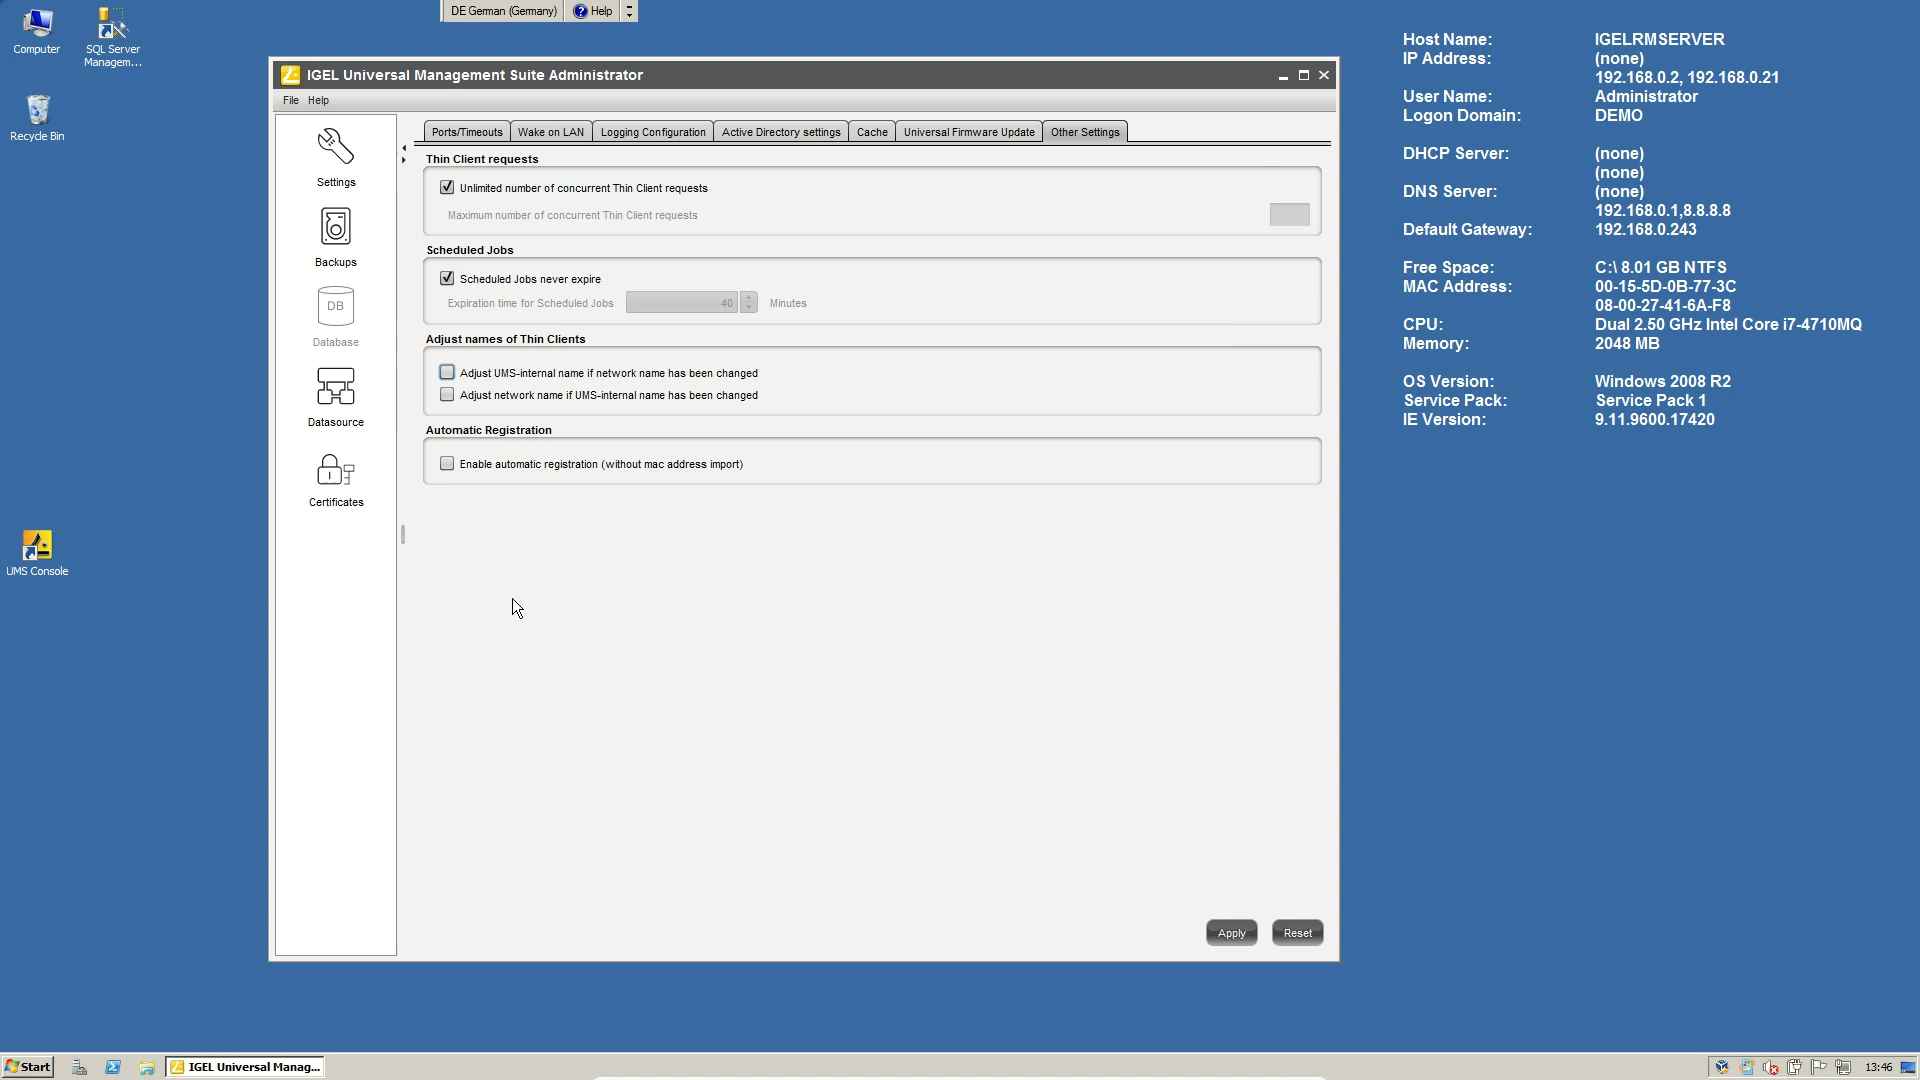 DE German (Germany) Help
Computer
SQL Server
Managem...
Recycle Bin
UMS Console
IGEL Universal Management Suite Administrator
File Help
Settings
Backups
DB
Database
Datasource
Certificates
Ports/Timeouts Wake on LAN Logging Configuration Active Directory settings Cache Universal Firmware Update Other Settings
Thin Client requests
Unlimited number of concurrent Thin Client requests
Maximum number of concurrent Thin Client requests
Scheduled Jobs
Scheduled Jobs never expire
Expiration time for Scheduled Jobs 40 Minutes
Adjust names of Thin Clients
Adjust UMS-internal name if network name has been changed
Adjust network name if UMS-internal name has been changed
Automatic Registration
Enable automatic registration (without mac address import)
Apply Reset
Host Name: IGELRMSERVER
IP Address: (none)
192.168.0.2, 192.168.0.21
User Name: Administrator
Logon Domain: DEMO
DHCP Server: (none)
(none)
DNS Server: (none)
192.168.0.1,8.8.8.8
Default Gateway: 192.168.0.243
Free Space: C:\ 8.01 GB NTFS
MAC Address: 00-15-5D-0B-77-3C
08-00-27-41-6A-F8
CPU: Dual 2.50 GHz Intel Core i7-4710MQ
Memory: 2048 MB
OS Version: Windows 2008 R2
Service Pack: Service Pack 1
IE Version: 9.11.9600.17420
Start IGEL Universal Manag... 13:46